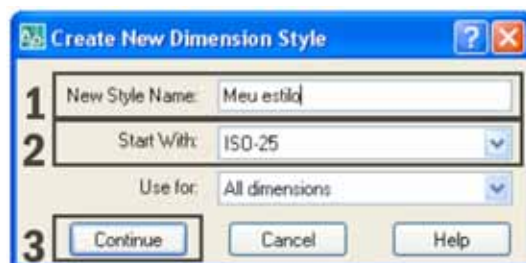 Create New Dimension Style
1 New Style Name: Meu estilo
2 Start With: ISO-25
Use for: All dimensions
3 Continue Cancel Help